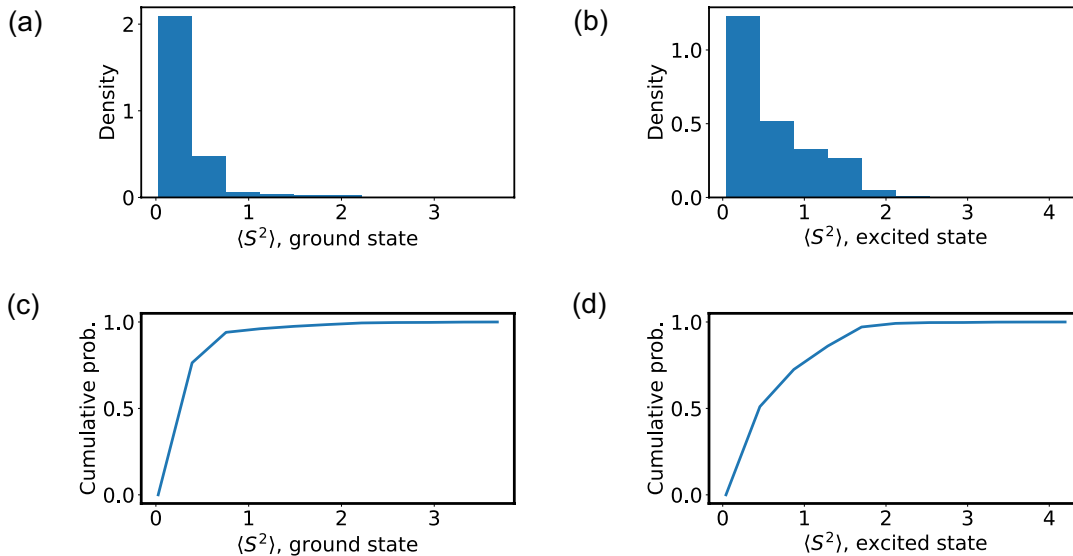 (a)
2
1
0
Density
0 1 2 3
⟨S²⟩, ground state
(b)
1.0
0.5
0.0
Density
0 1 2 3 4
⟨S²⟩, excited state
(c)
1.0
0.5
0.0
Cumulative prob.
0 1 2 3
⟨S²⟩, ground state
(d)
1.0
0.5
0.0
Cumulative prob.
0 1 2 3 4
⟨S²⟩, excited state